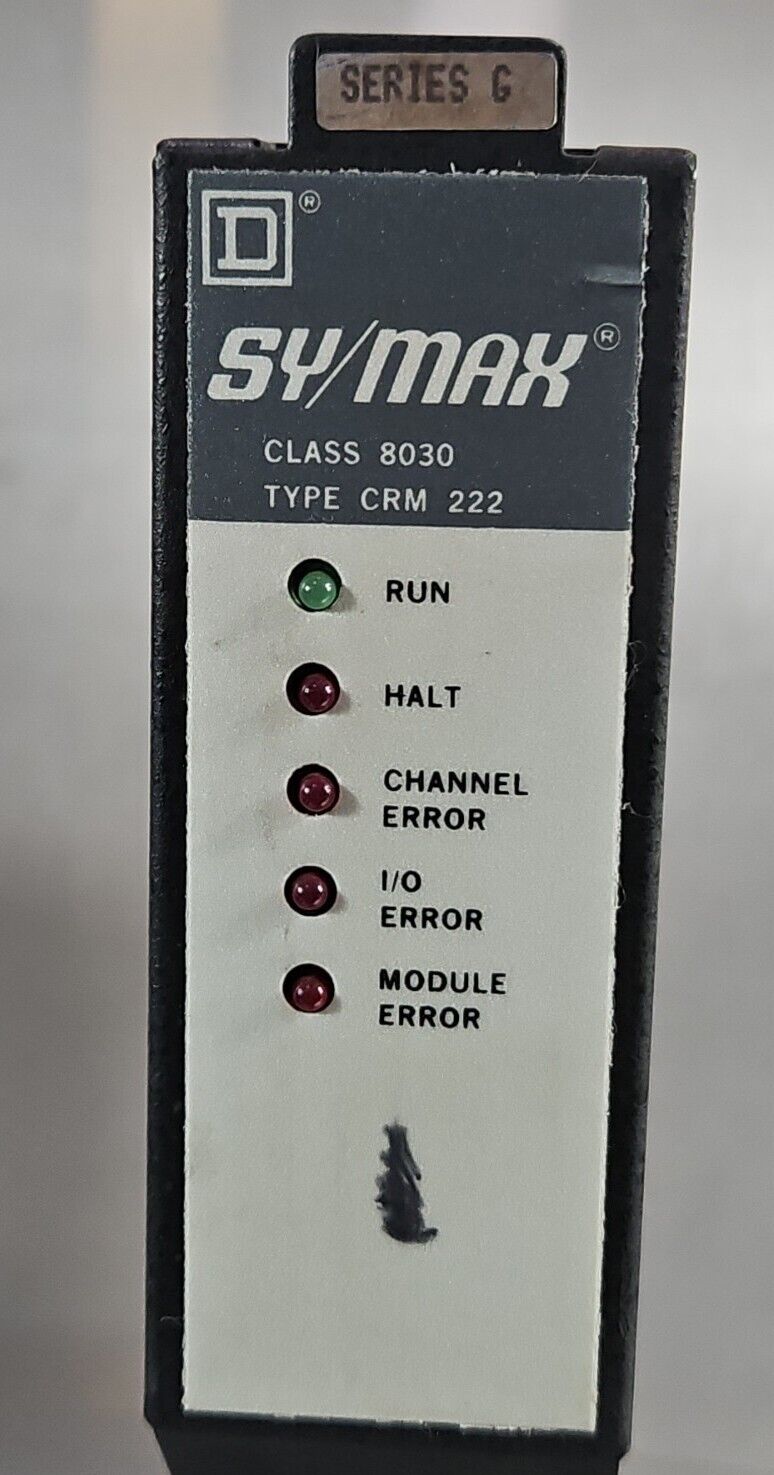 SERIES G
D®
SY/MAX®
CLASS 8030
TYPE CRM 222
RUN
HALT
CHANNEL
ERROR
I/O
ERROR
MODULE
ERROR